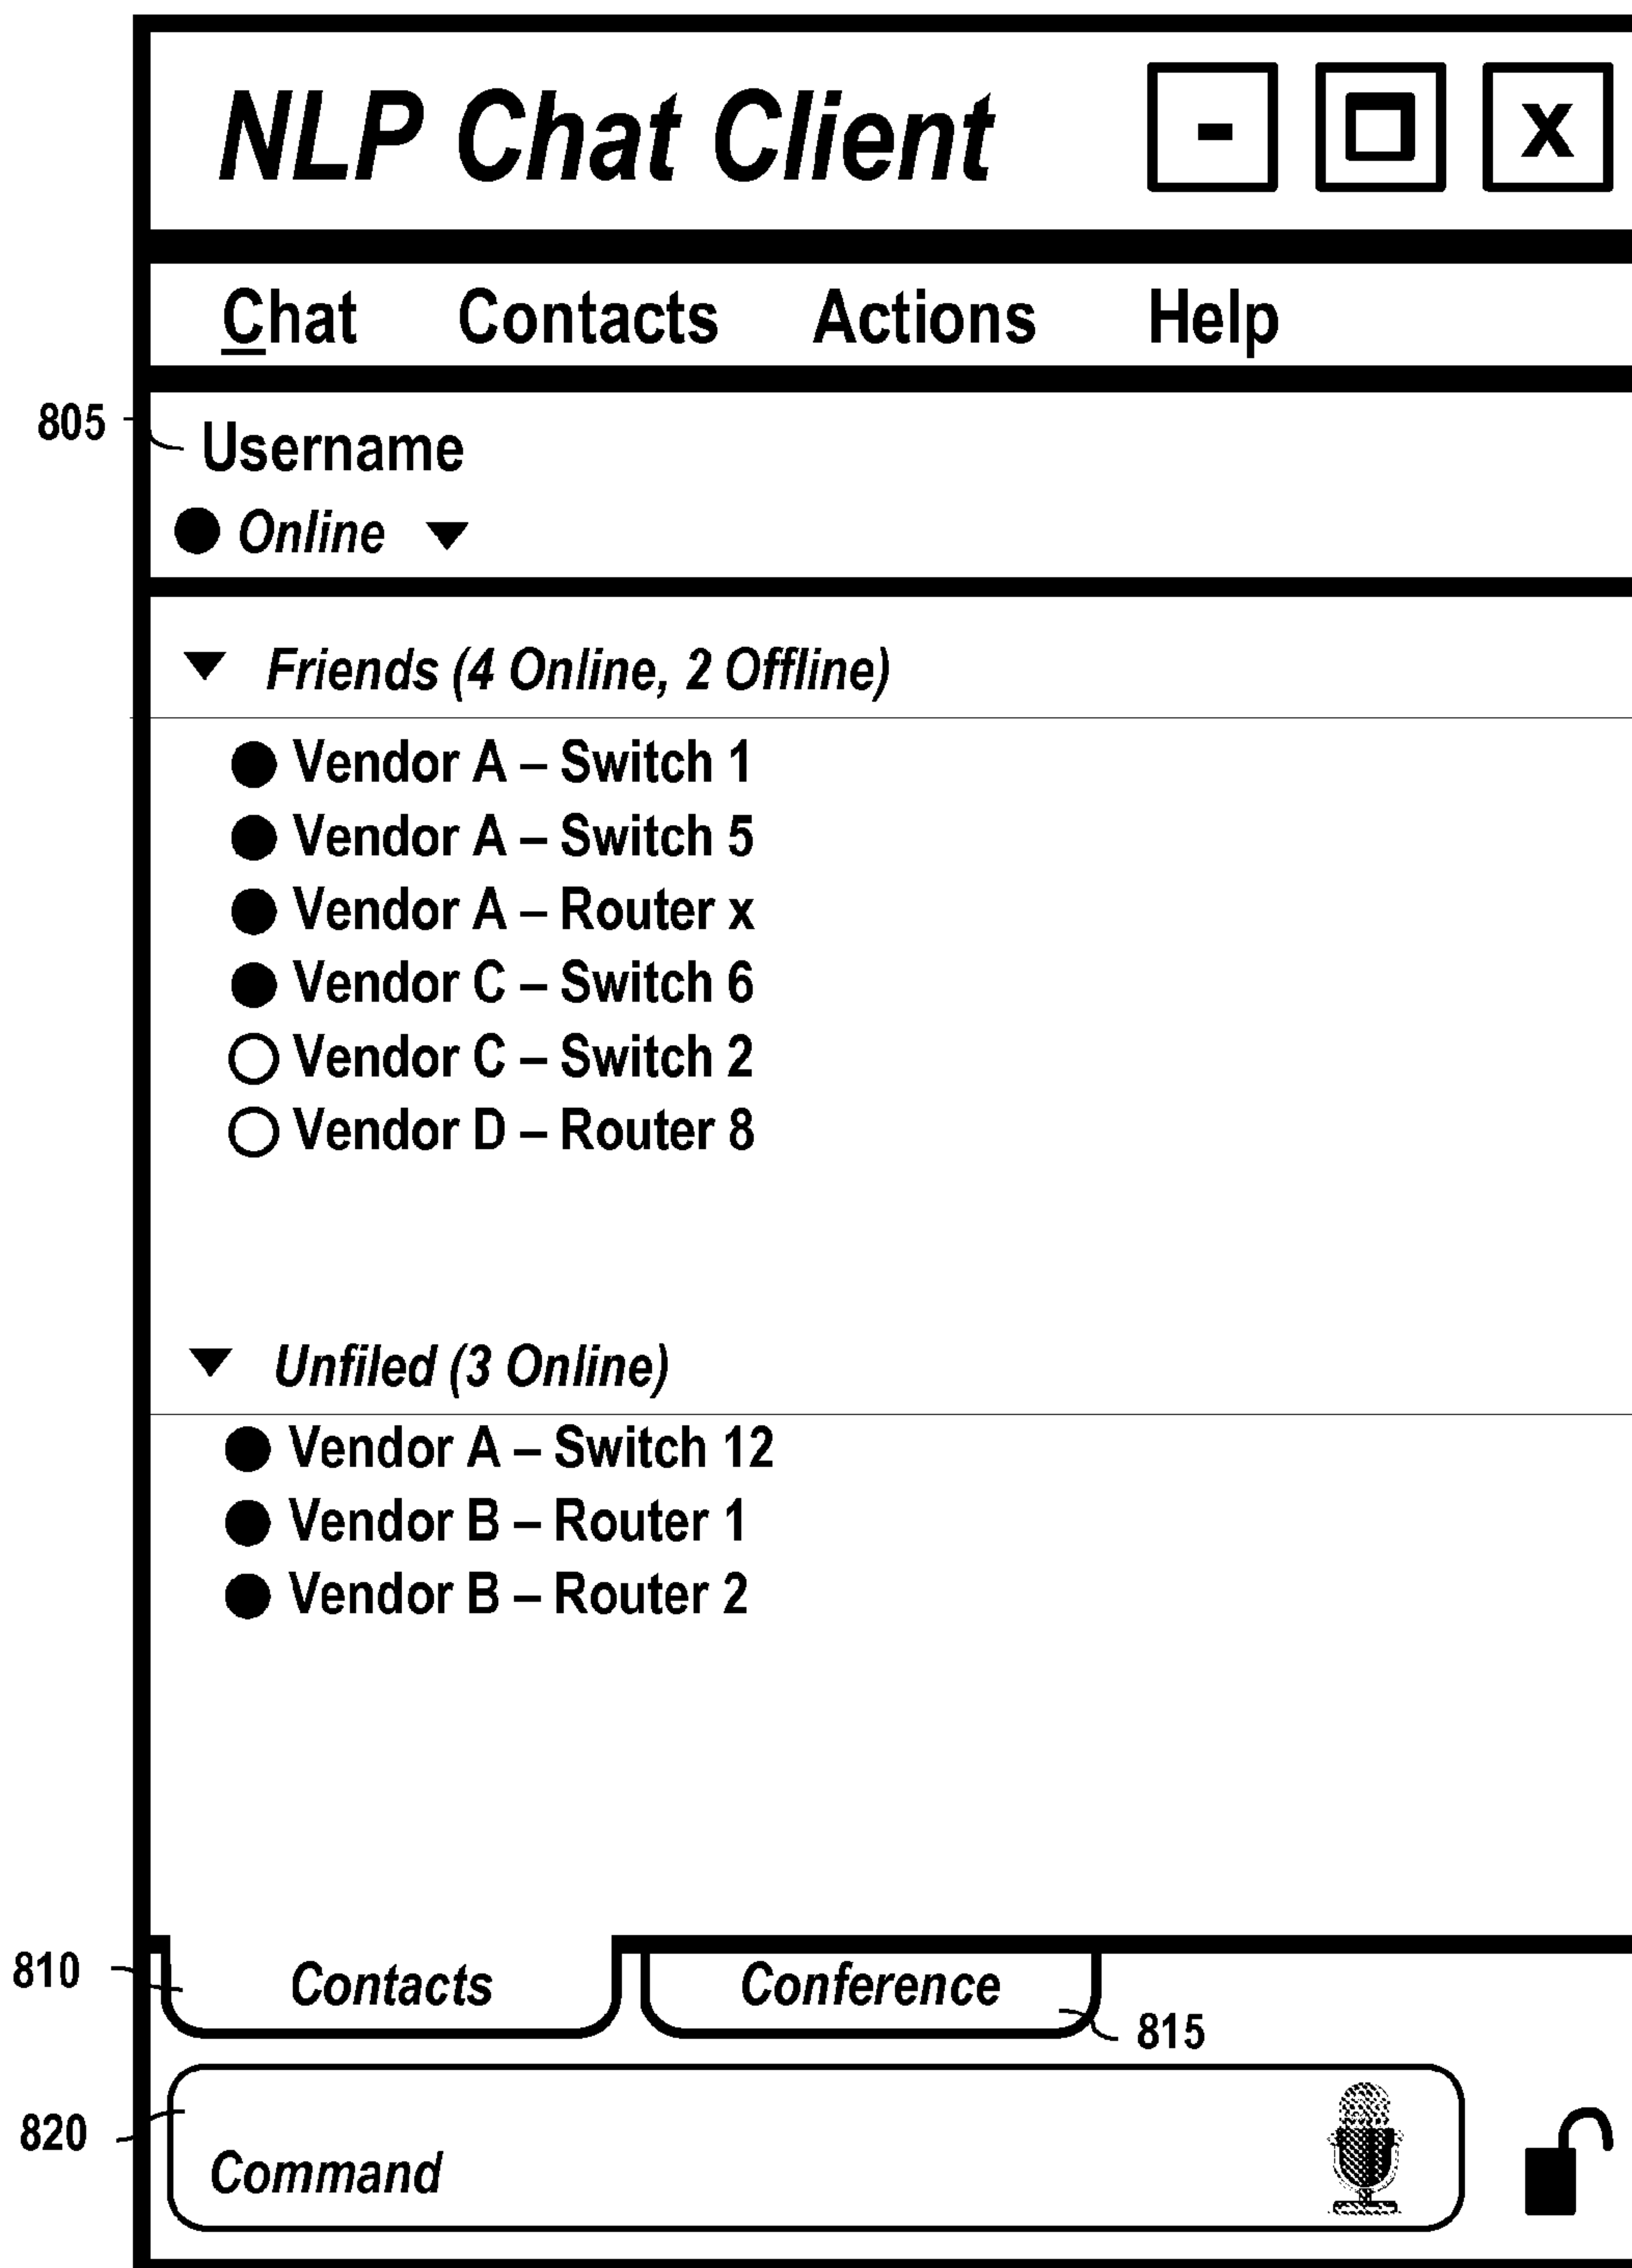 NLP Chat Client - x
Chat Contacts Actions Help
805
Username
Online
Friends (4 Online, 2 Offline)
Vendor A – Switch 1
Vendor A – Switch 5
Vendor A – Router x
Vendor C – Switch 6
Vendor C – Switch 2
Vendor D – Router 8
Unfiled (3 Online)
Vendor A – Switch 12
Vendor B – Router 1
Vendor B – Router 2
810 Contacts Conference
815
820
Command